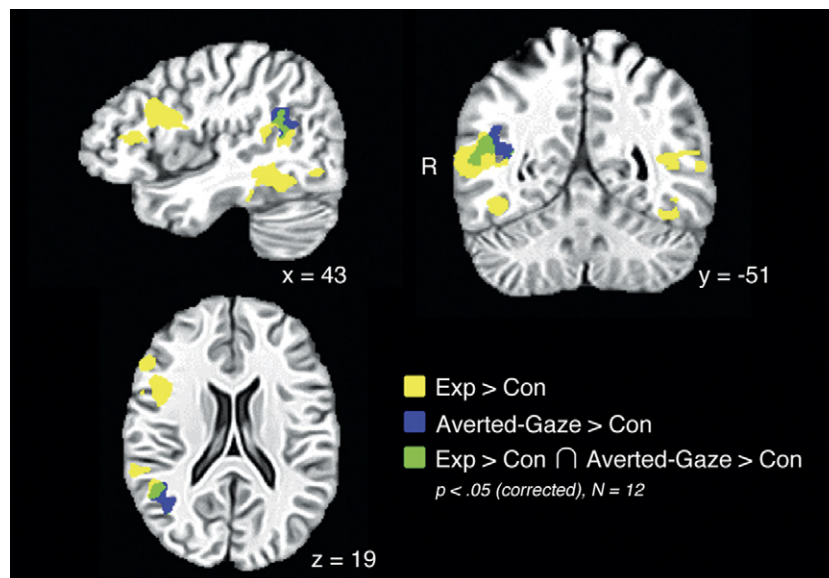 x = 43
R
y = -51
z = 19
Exp > Con
Averted-Gaze > Con
Exp > Con ∩ Averted-Gaze > Con
p < .05 (corrected), N = 12